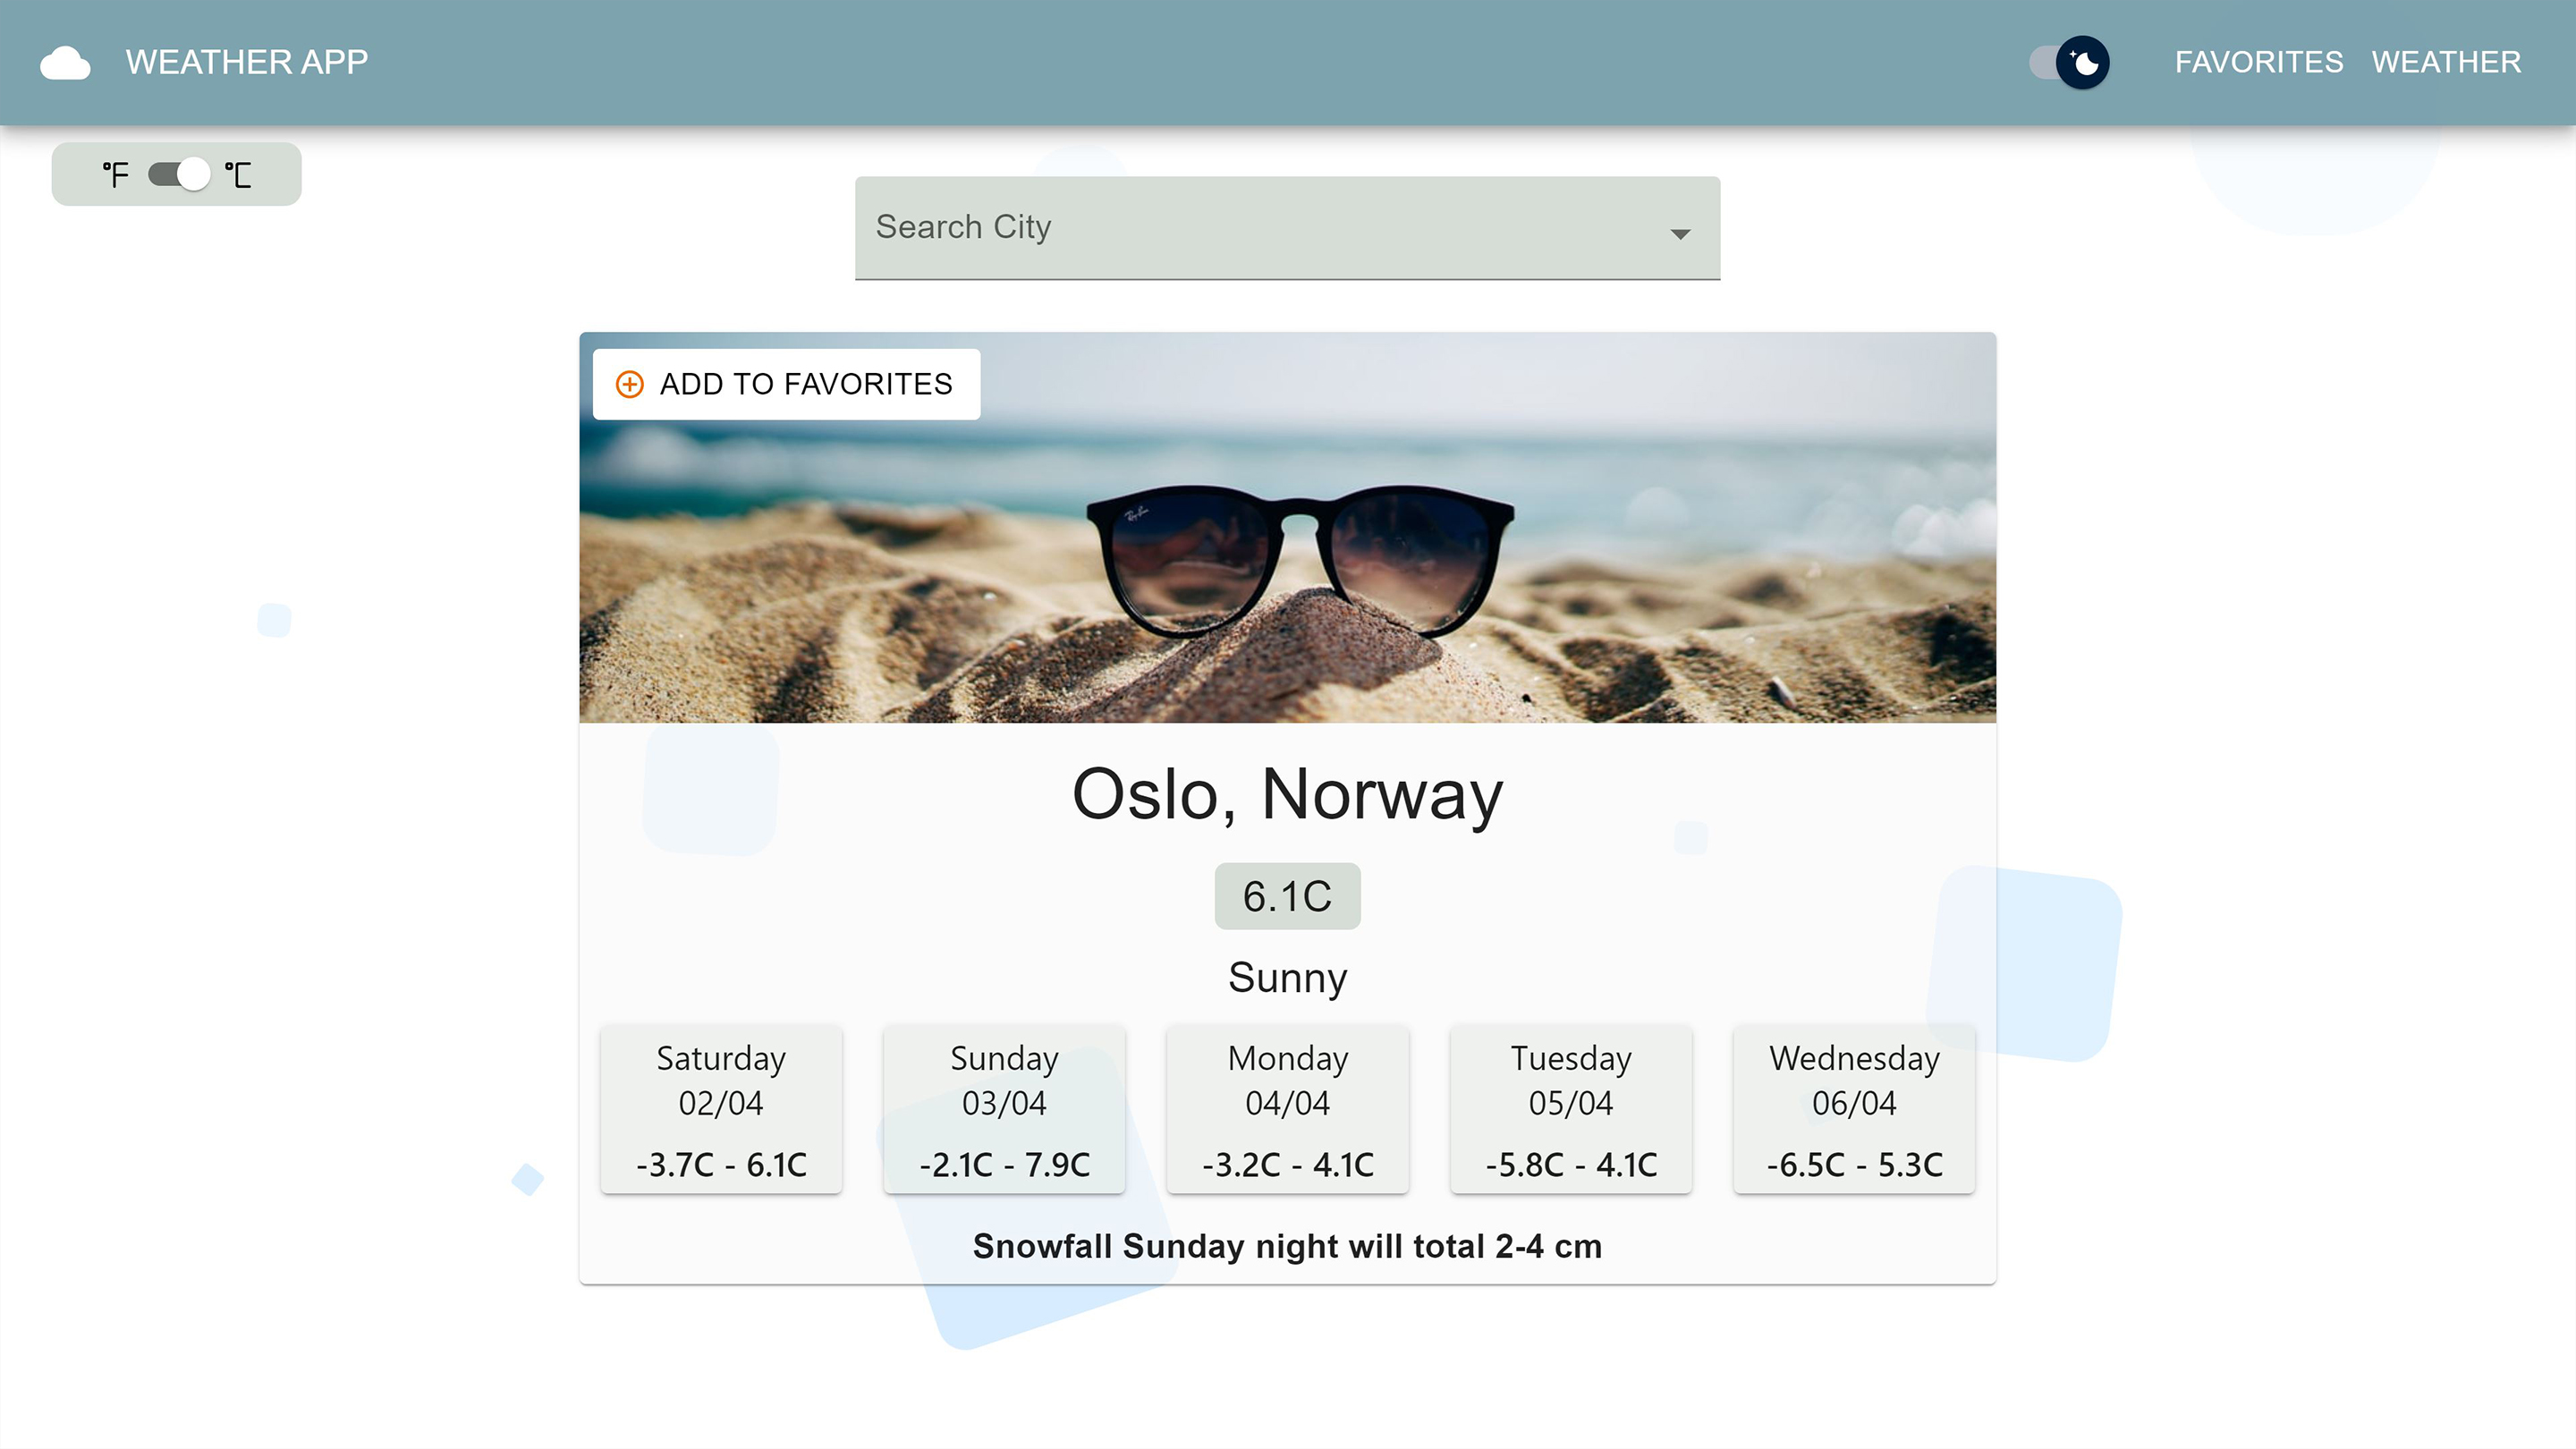 WEATHER APP
FAVORITES WEATHER
°F °C
Search City
ADD TO FAVORITES
Ray-Ban
Oslo, Norway
6.1C
Sunny
Saturday
02/04
-3.7C - 6.1C
Sunday
03/04
-2.1C - 7.9C
Monday
04/04
-3.2C - 4.1C
Tuesday
05/04
-5.8C - 4.1C
Wednesday
06/04
-6.5C - 5.3C
Snowfall Sunday night will total 2-4 cm